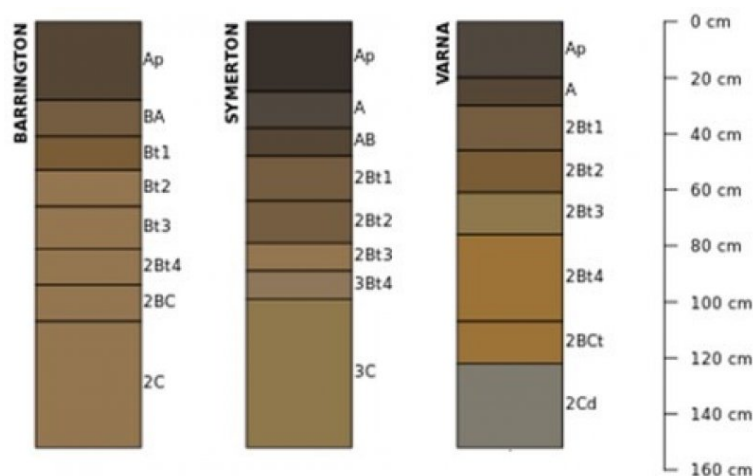 BARRINGTON
Ap
BA
Bt1
Bt2
Bt3
2Bt4
2BC
2C
SYMERTON
Ap
A
AB
2Bt1
2Bt2
2Bt3
3Bt4
3C
VARNA
Ap
A
2Bt1
2Bt2
2Bt3
2Bt4
2BCt
2Cd
0 cm
20 cm
40 cm
60 cm
80 cm
100 cm
120 cm
140 cm
160 cm